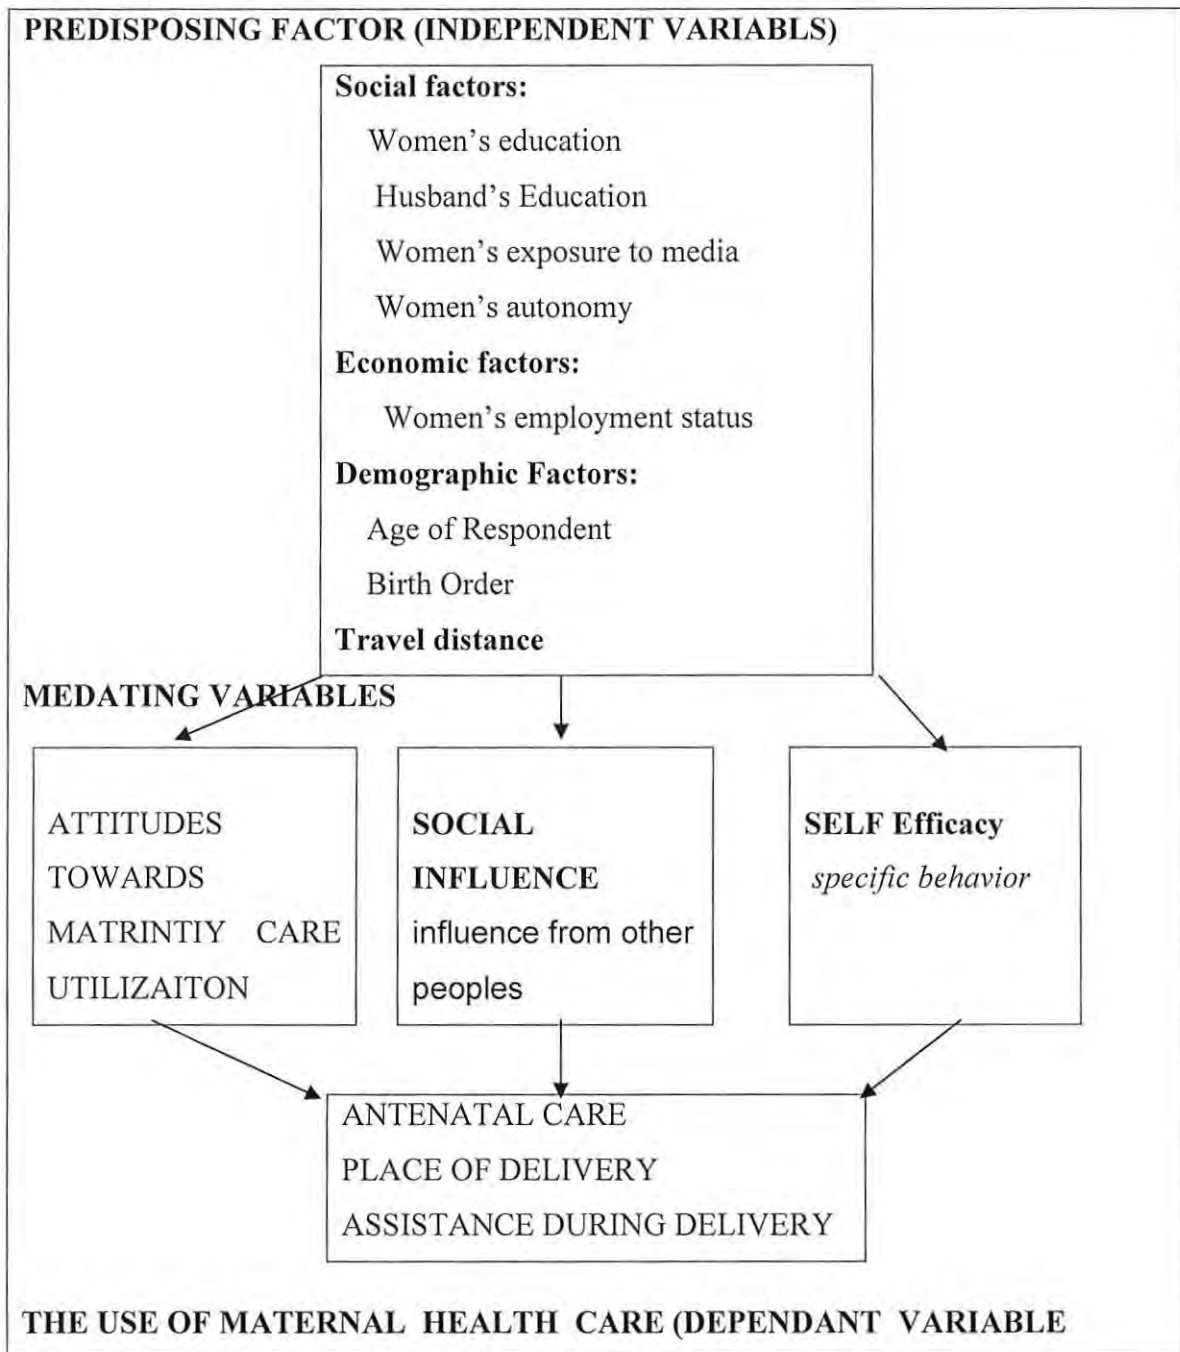 PREDISPOSING FACTOR (INDEPENDENT VARIABLS)
Social factors:
Women's education
Husband's Education
Women's exposure to media
Women's autonomy
Economic factors:
Women's employment status
Demographic Factors:
Age of Respondent
Birth Order
Travel distance
MEDATING VARIABLES
ATTITUDES
TOWARDS
MATRINTIY CARE
UTILIZAITON
SOCIAL
INFLUENCE
influence from other
peoples
SELF Efficacy
specific behavior
ANTENATAL CARE
PLACE OF DELIVERY
ASSISTANCE DURING DELIVERY
THE USE OF MATERNAL HEALTH CARE (DEPENDANT VARIABLE